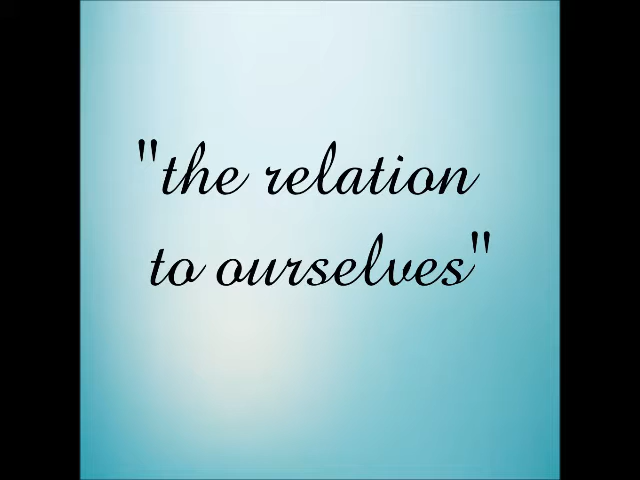 "the relation
to ourselves"